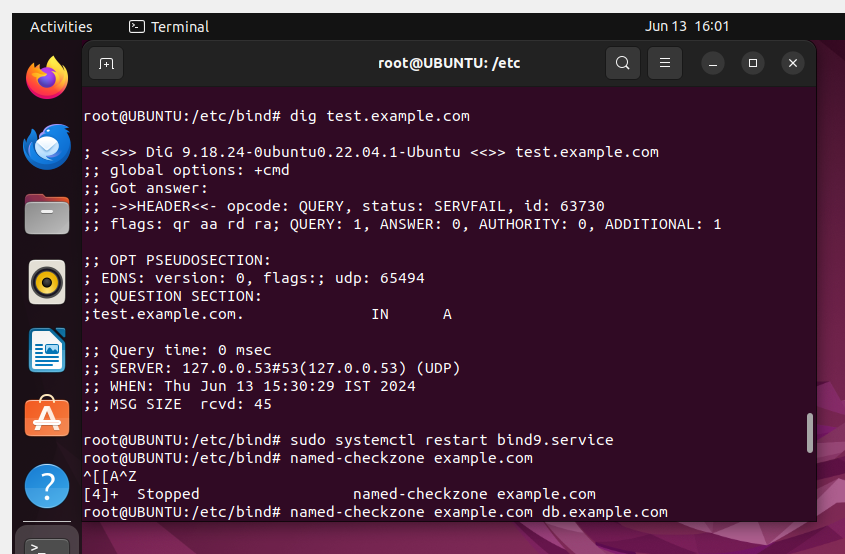 Activities Terminal Jun 13 16:01
root@UBUNTU: /etc
root@UBUNTU:/etc/bind# dig test.example.com
; <<>> DiG 9.18.24-0ubuntu0.22.04.1-Ubuntu <<>> test.example.com
;; global options: +cmd
;; Got answer:
;; ->>HEADER<<- opcode: QUERY, status: SERVFAIL, id: 63730
;; flags: qr aa rd ra; QUERY: 1, ANSWER: 0, AUTHORITY: 0, ADDITIONAL: 1
;; OPT PSEUDOSECTION:
; EDNS: version: 0, flags:; udp: 65494
;; QUESTION SECTION:
;test.example.com. IN A
;; Query time: 0 msec
;; SERVER: 127.0.0.53#53(127.0.0.53) (UDP)
;; WHEN: Thu Jun 13 15:30:29 IST 2024
;; MSG SIZE rcvd: 45
root@UBUNTU:/etc/bind# sudo systemctl restart bind9.service
root@UBUNTU:/etc/bind# named-checkzone example.com
^[[A^Z
[4]+ Stopped named-checkzone example.com
root@UBUNTU:/etc/bind# named-checkzone example.com db.example.com